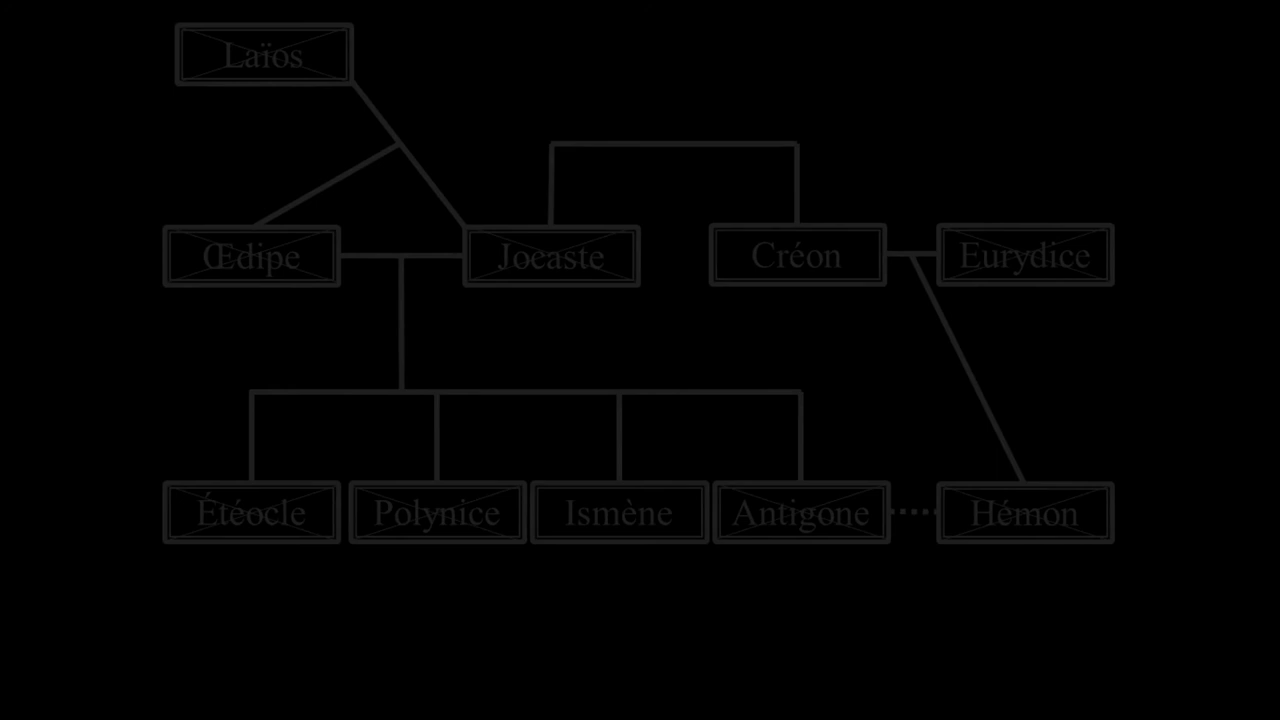 Laïos
Œdipe
Jocaste
Créon
Eurydice
Étéocle
Polynice
Ismène
Antigone
Hémon